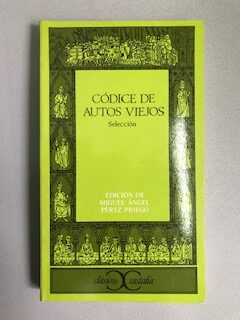 CÓDICE DE
AUTOS VIEJOS
Selección
EDICIÓN DE
MIGUEL ÁNGEL
PÉREZ PRIEGO
clásicos castalia